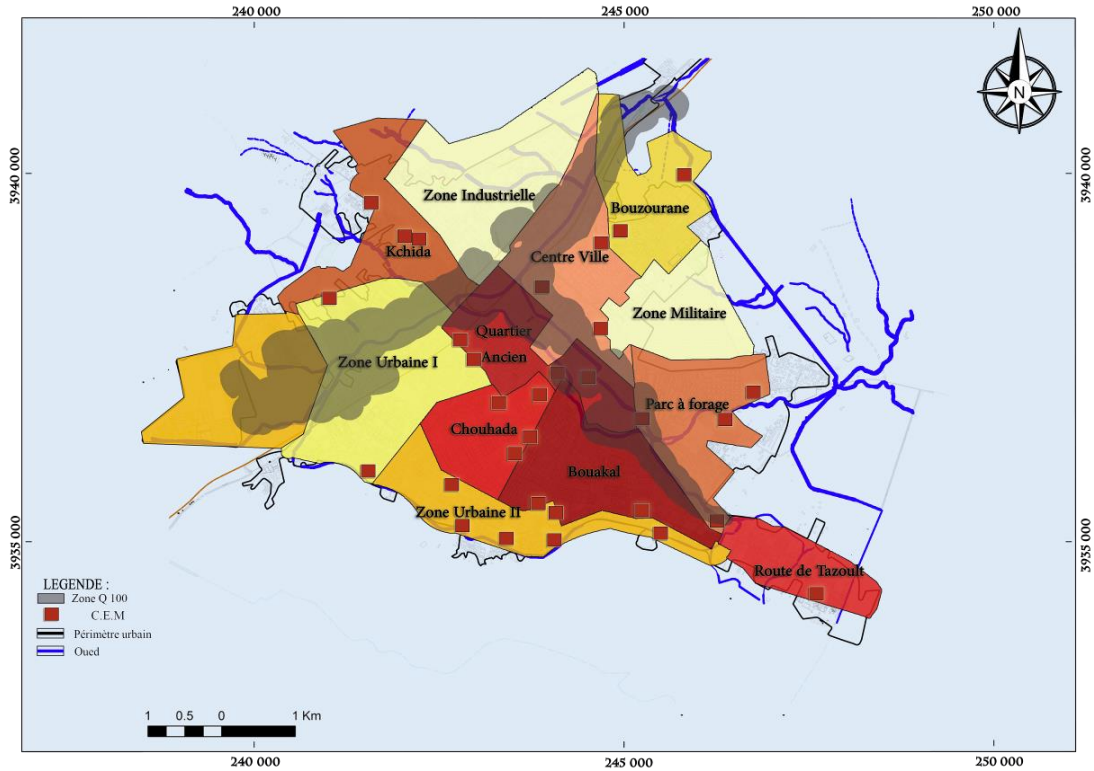 240 000
245 000
250 000
N
3940 000
3940 000
Zone Industrielle
Bouzourane
Kchida
Centre Ville
Zone Militaire
Quartier
Ancien
Zone Urbaine I
Parc à forage
Chouhada
Bouakal
Zone Urbaine II
3935 000
3935 000
Route de Tazoult
LEGENDE :
Zone Q 100
C.E.M
Périmètre urbain
Oued
1 0.5 0 1 Km
240 000
245 000
250 000